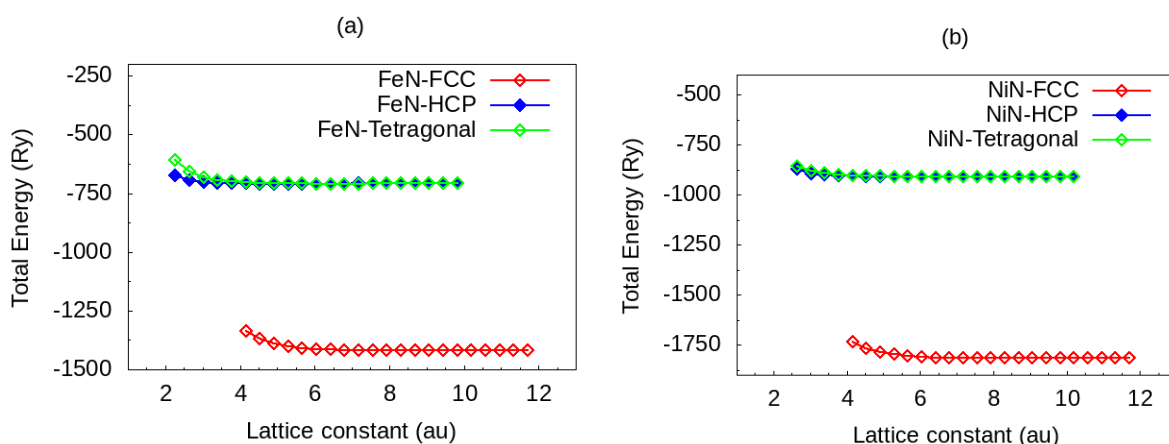 (a)
Total Energy (Ry)
-250
-500
-750
-1000
-1250
-1500
FeN-FCC
FeN-HCP
FeN-Tetragonal
2 4 6 8 10 12
Lattice constant (au)
(b)
Total Energy (Ry)
-500
-750
-1000
-1250
-1500
-1750
NiN-FCC
NiN-HCP
NiN-Tetragonal
2 4 6 8 10 12
Lattice constant (au)